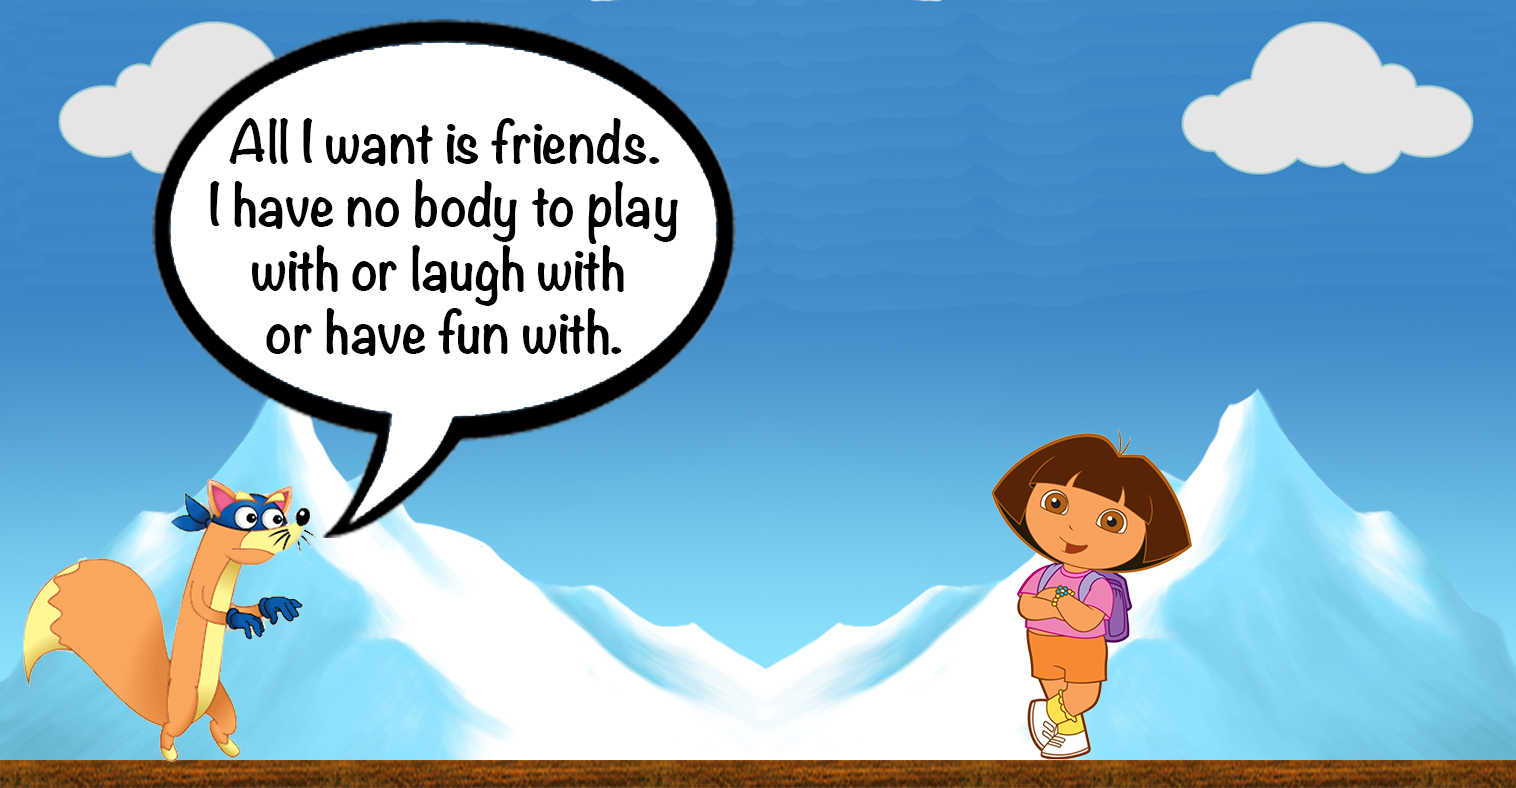 All I want is friends.
I have no body to play
with or laugh with
or have fun with.